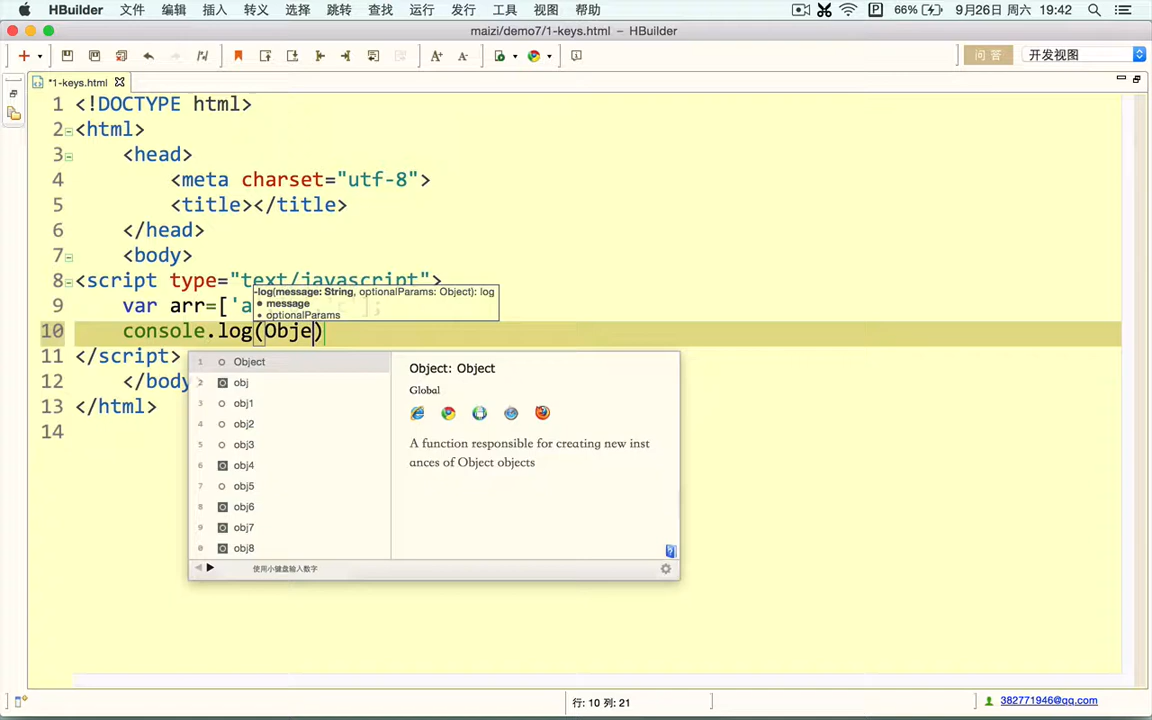 HBuilder 文件 编辑 插入 转义 选择 跳转 查找 运行 发行 工具 视图 帮助 66% 9月26日 周六 19:42
maizi/demo7/1-keys.html – HBuilder
问 答 开发视图
*1-keys.html
1 <!DOCTYPE html>
2 <html>
3 <head>
4 <meta charset="utf-8">
5 <title></title>
6 </head>
7 <body>
8 <script type="text/javascript">
-log(message: String, optionalParams: Object): log
9 var arr=['a
• message
• optionalParams
10 console.log(Obje)
11 </script>
12 </body
13 </html>
14
1 Object
2 obj
3 obj1
4 obj2
5 obj3
6 obj4
7 obj5
8 obj6
9 obj7
0 obj8
Object: Object
Global
A function responsible for creating new inst
ances of Object objects
使用小键盘输入数字
行: 10 列: 21
382771946@qq.com